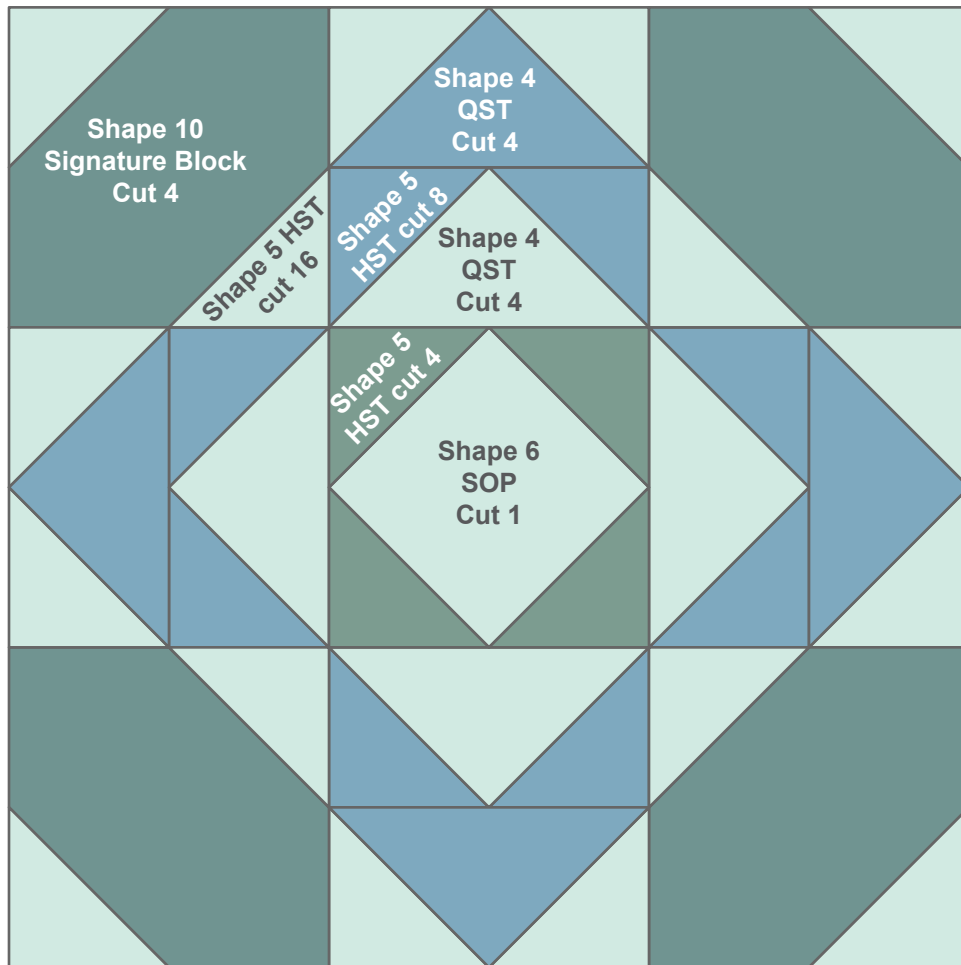 Shape 4
QST
Cut 4
Shape 10
Signature Block
Cut 4
Shape 5 HST
cut 16
Shape 5
HST cut 8
Shape 4
QST
Cut 4
Shape 5
HST cut 4
Shape 6
SOP
Cut 1